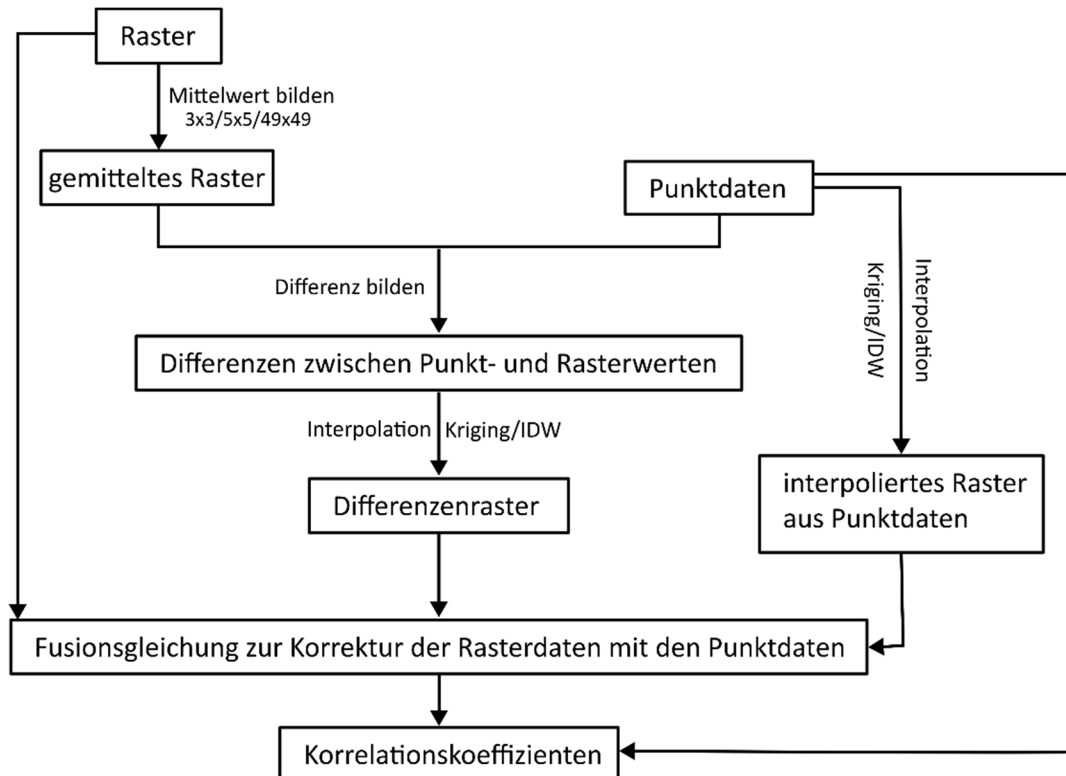 Raster
Mittelwert bilden
3x3/5x5/49x49
gemitteltes Raster
Punktdaten
Differenz bilden
Kriging/IDW
Interpolation
Differenzen zwischen Punkt- und Rasterwerten
Interpolation Kriging/IDW
Differenzenraster
interpoliertes Raster
aus Punktdaten
Fusionsgleichung zur Korrektur der Rasterdaten mit den Punktdaten
Korrelationskoeffizienten